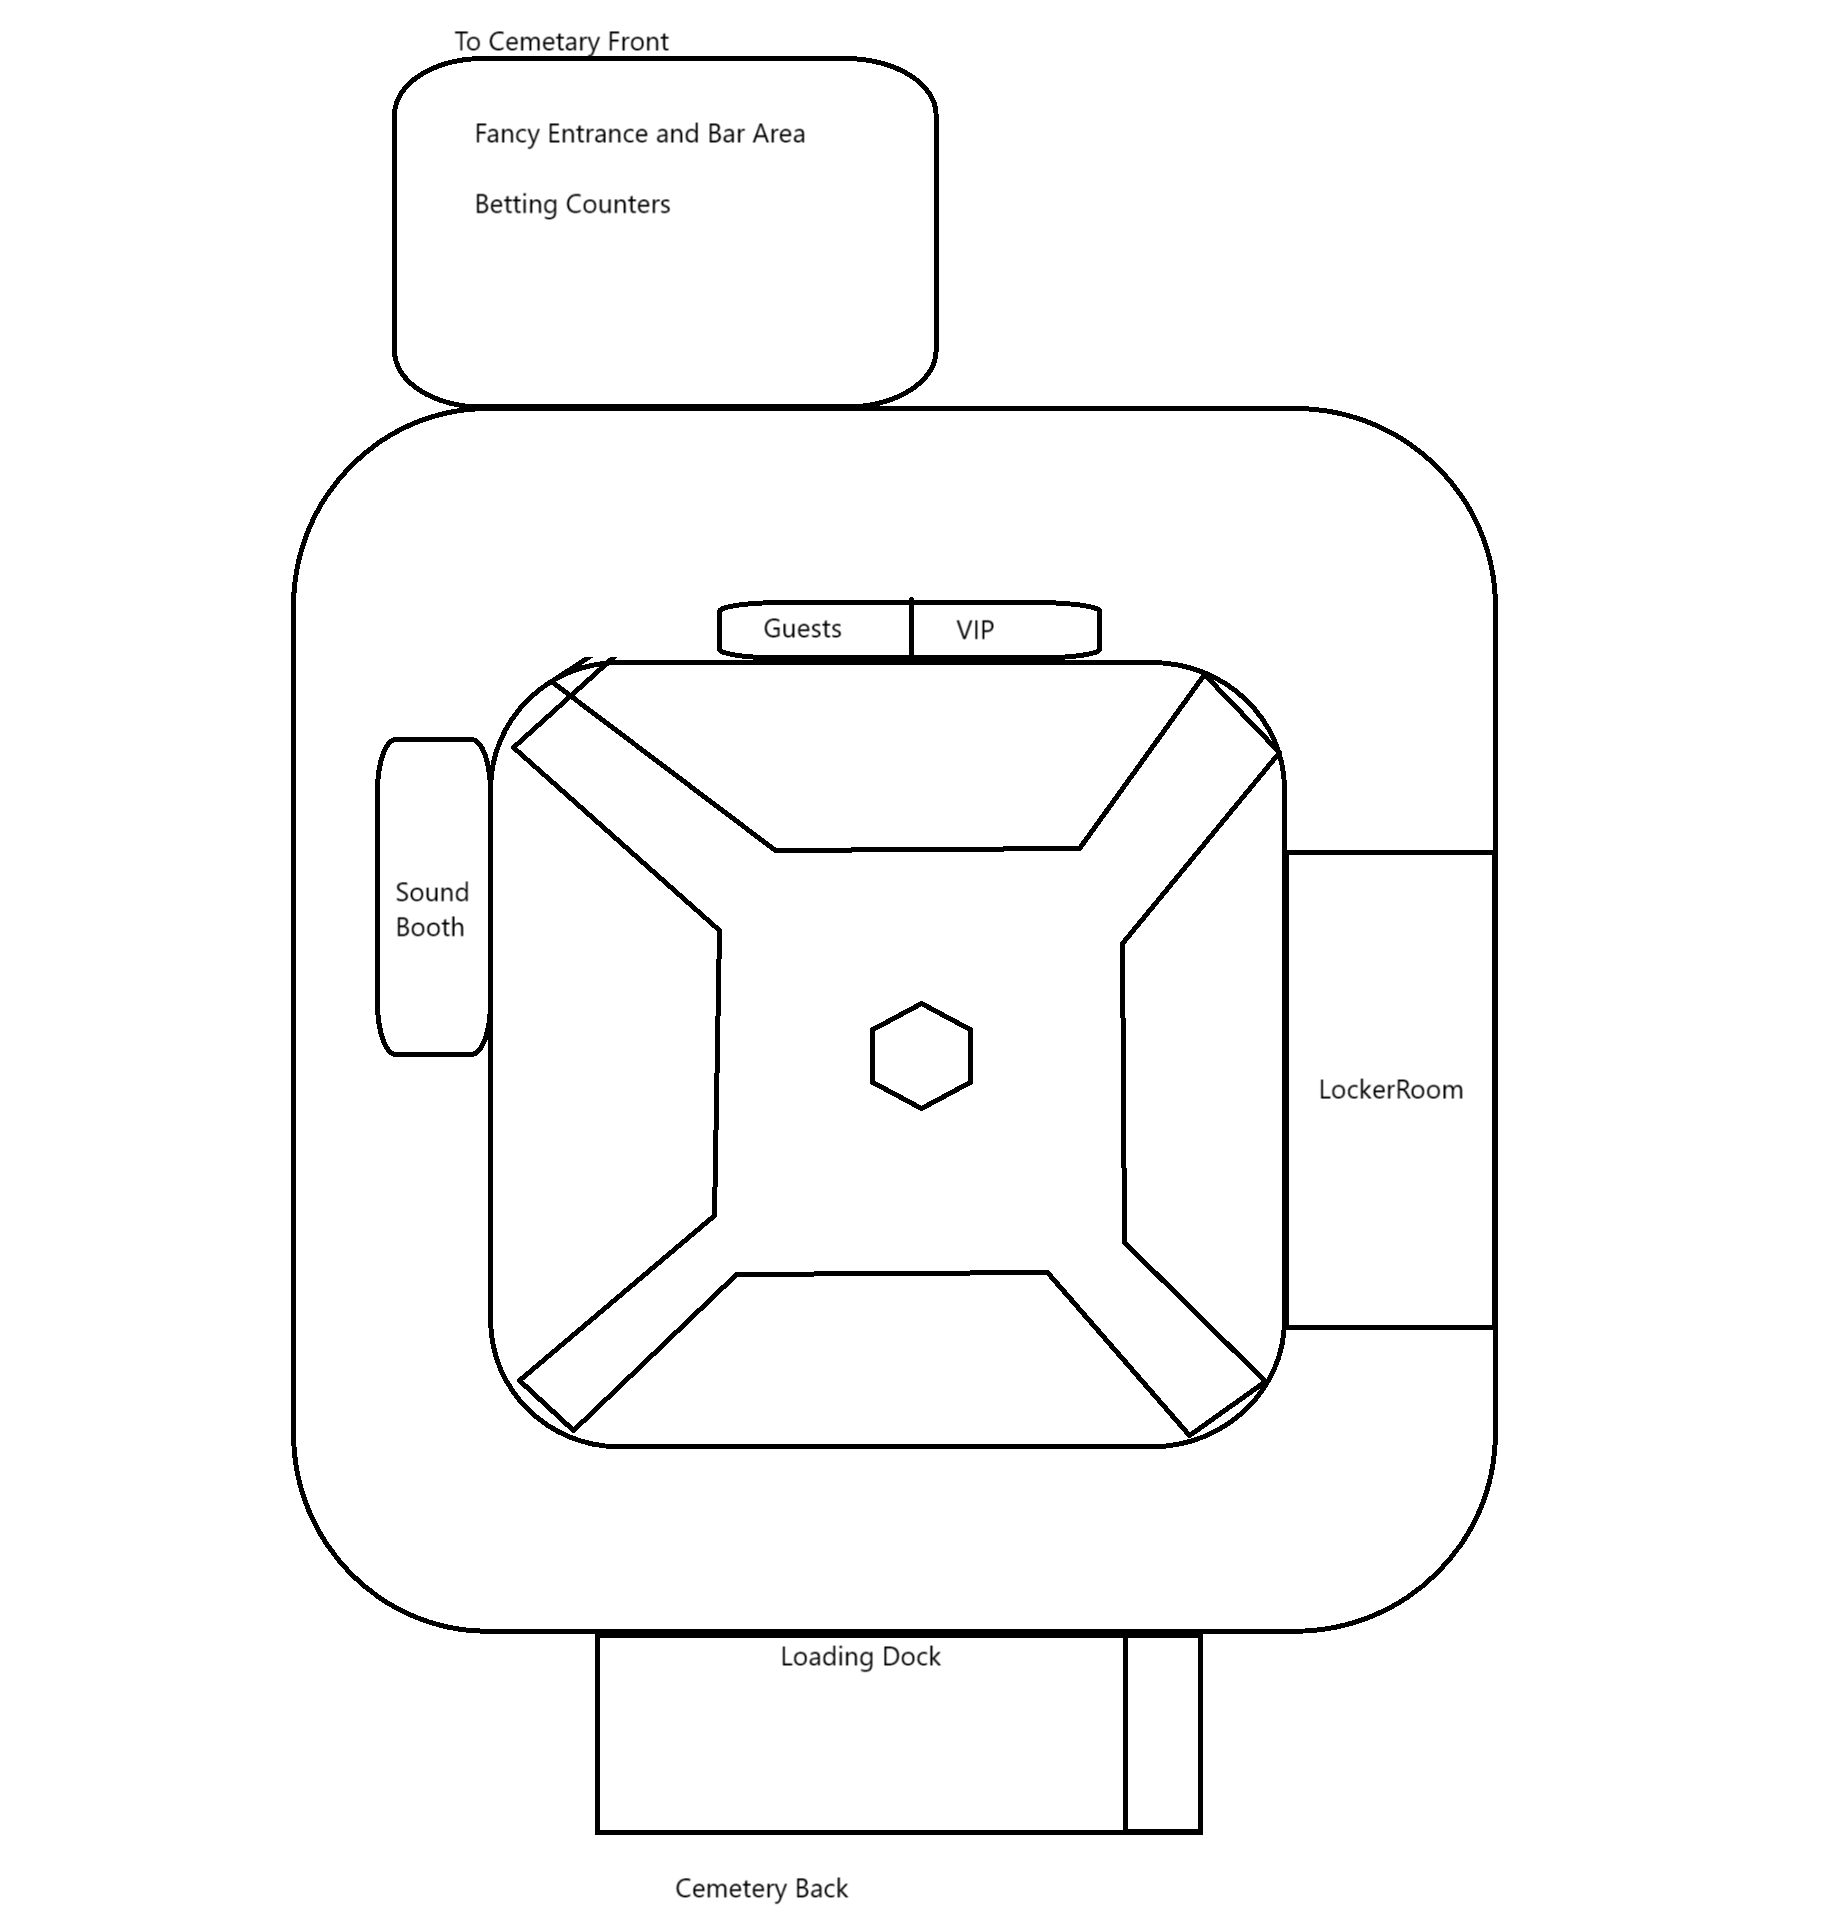 To Cemetary Front
Fancy Entrance and Bar Area
Betting Counters
Guests
VIP
Sound
Booth
LockerRoom
Loading Dock
Cemetery Back